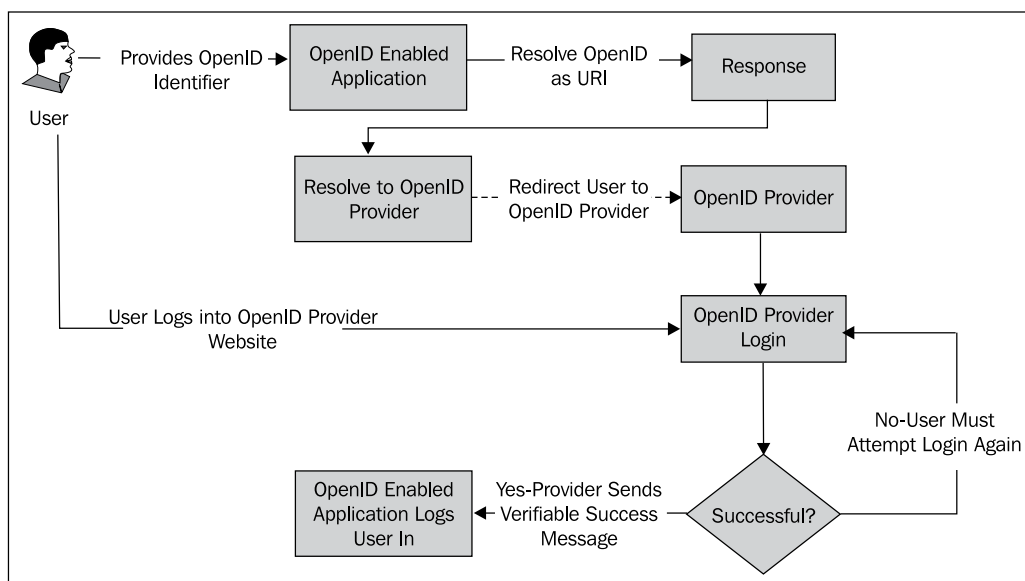 Provides OpenID
Identifier
OpenID Enabled
Application
Resolve OpenID
as URI
Response
User
Resolve to OpenID
Provider
Redirect User to
OpenID Provider
OpenID Provider
User Logs into OpenID Provider
Website
OpenID Provider
Login
No-User Must
Attempt Login Again
OpenID Enabled
Application Logs
User In
Yes-Provider Sends
Verifiable Success
Message
Successful?